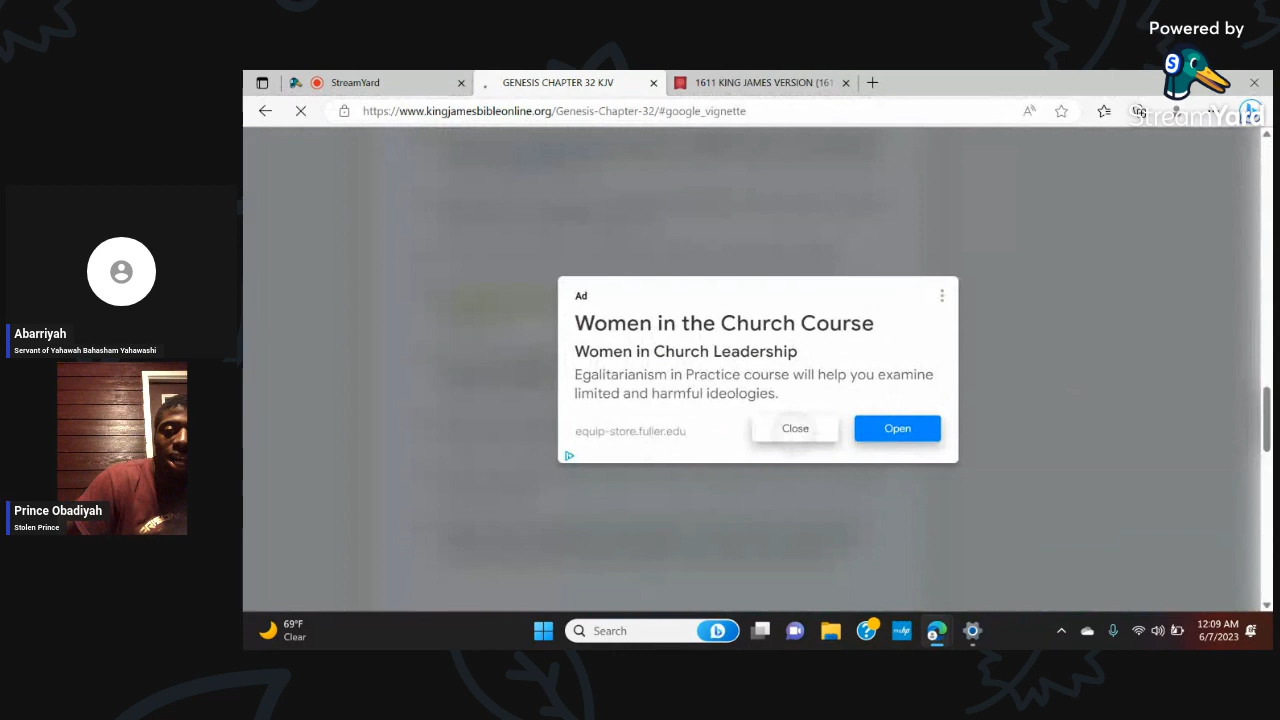 Powered by
StreamYard
StreamYard
GENESIS CHAPTER 32 KJV
1611 KING JAMES VERSION (161
https://www.kingjamesbibleonline.org/Genesis-Chapter-32/#google_vignette
Ad
Women in the Church Course
Women in Church Leadership
Egalitarianism in Practice course will help you examine
limited and harmful ideologies.
equip-store.fuller.edu
Close
Open
Abarriyah
Servant of Yahawah Bahasham Yahawashi
Prince Obadiyah
Stolen Prince
69°F
Clear
Search
12:09 AM
6/7/2023